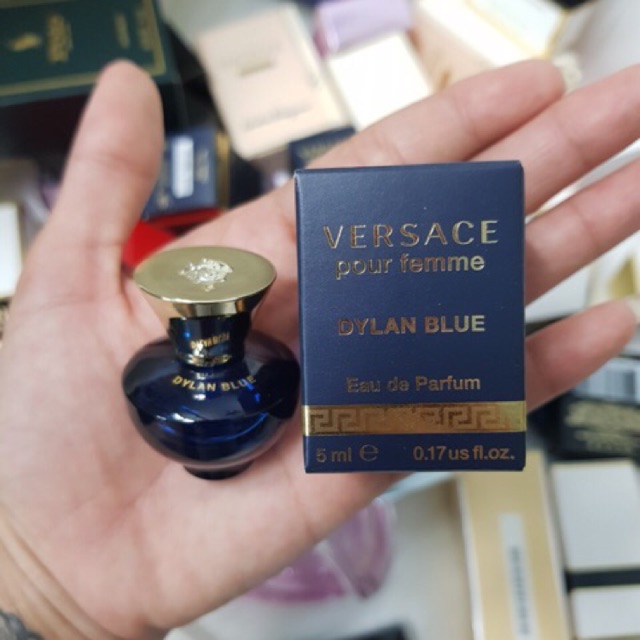 VERSACE
pour femme
DYLAN BLUE
Eau de Parfum
5 ml e 0.17 us fl.oz.
DYLAN BLUE